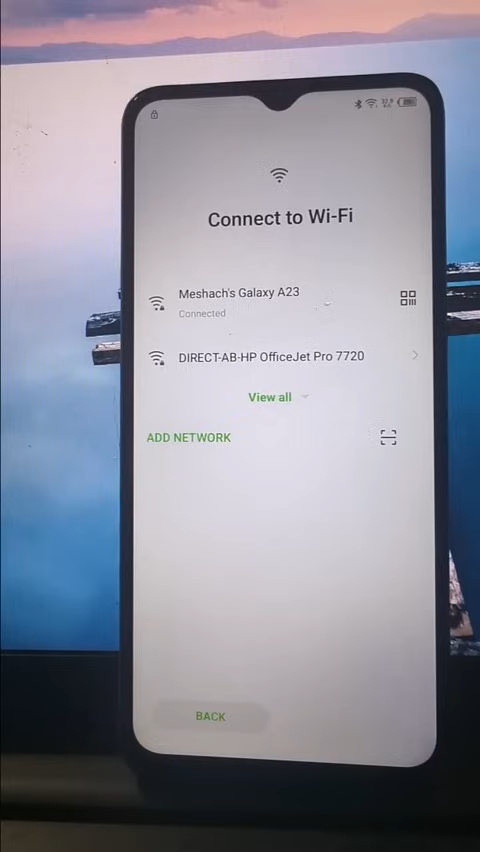 Connect to Wi-Fi
Meshach's Galaxy A23
Connected
DIRECT-AB-HP OfficeJet Pro 7720
View all
ADD NETWORK
BACK